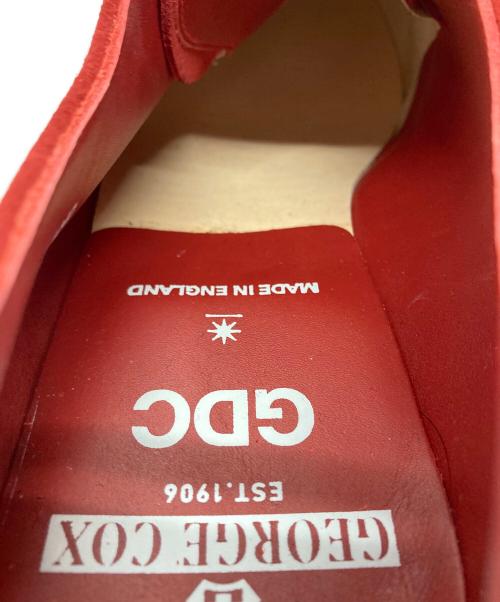 GEORGE COX
EST.1906
GDC
MADE IN ENGLAND